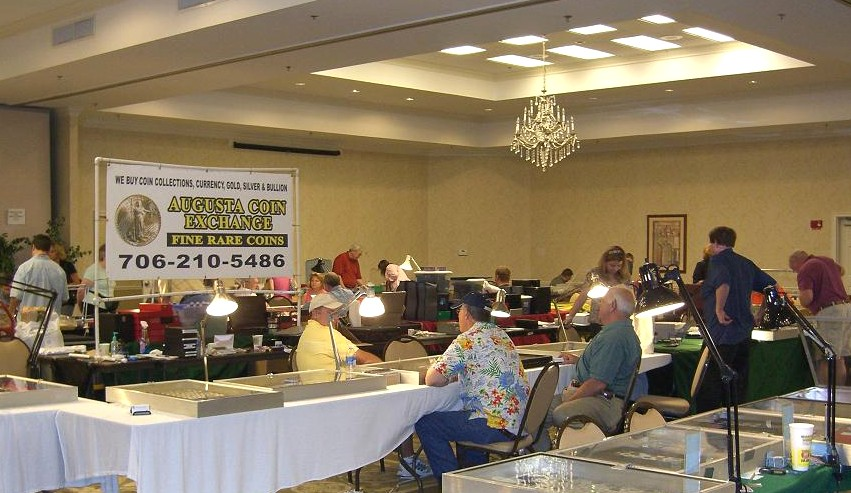 WE BUY COIN COLLECTIONS, CURRENCY, GOLD, SILVER & BULLION
AUGUSTA COIN
EXCHANGE
FINE RARE COINS
706-210-5486